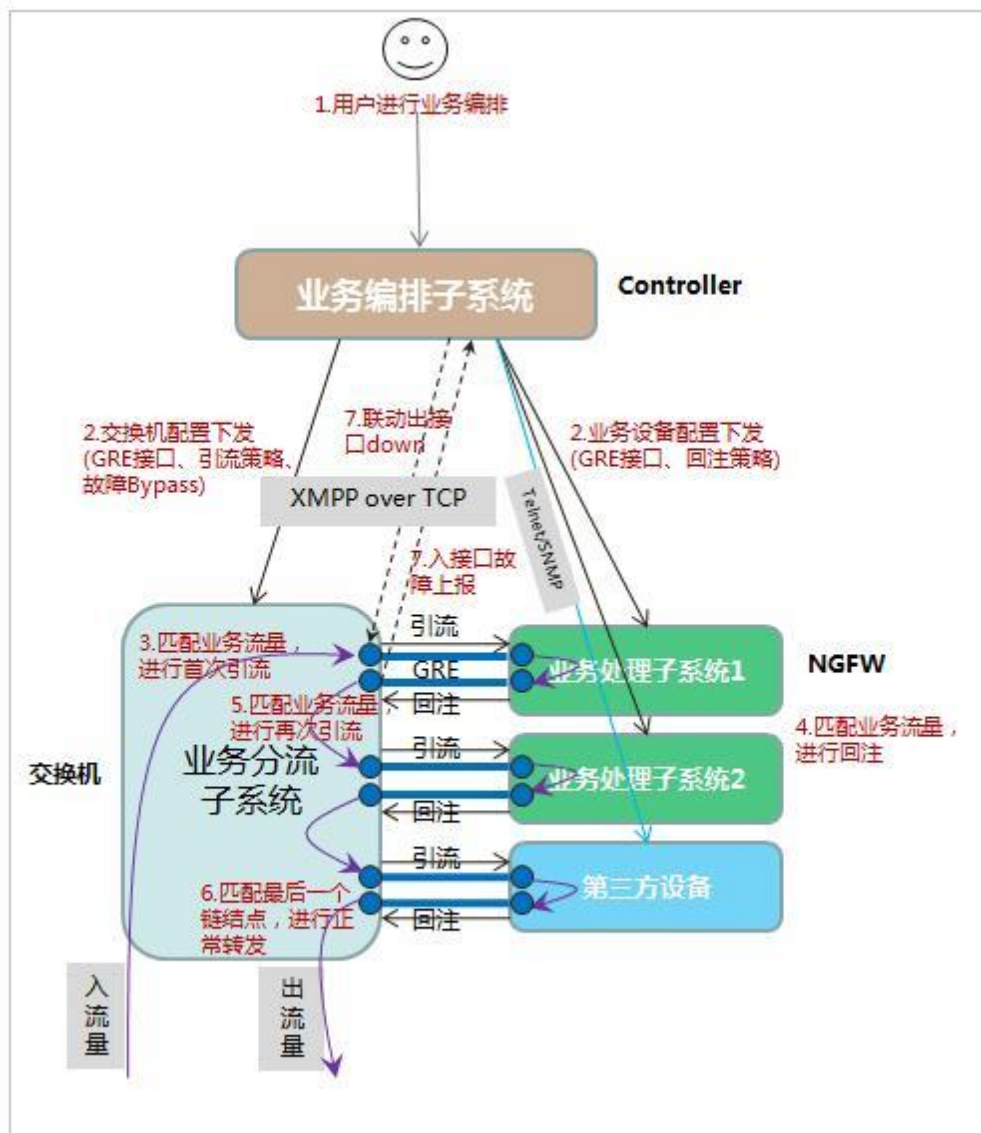 1.用户进行业务编排
业务编排子系统
Controller
2.交换机配置下发
(GRE接口、引流策略、
故障Bypass)
7.联动出接
口down
2.业务设备配置下发
(GRE接口、回注策略)
XMPP over TCP
Telnet/SNMP
7.入接口故
障上报
3.匹配业务流量，
进行首次引流
引流
GRE
回注
业务处理子系统1
NGFW
5.匹配业务流量，
进行再次引流
4.匹配业务流量，
进行回注
交换机
业务分流
子系统
引流
回注
业务处理子系统2
引流
回注
第三方设备
6.匹配最后一个
链结点，进行正
常转发
入
流
量
出
流
量